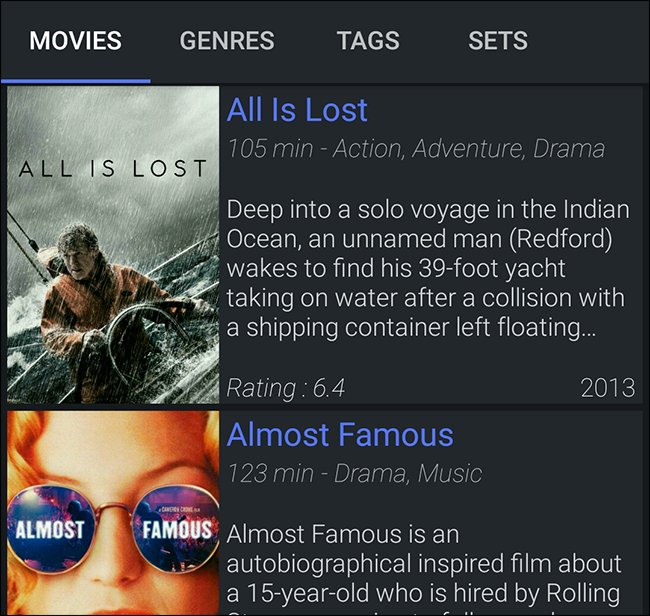 MOVIES GENRES TAGS SETS
ALL IS LOST
All Is Lost
105 min - Action, Adventure, Drama
Deep into a solo voyage in the Indian
Ocean, an unnamed man (Redford)
wakes to find his 39-foot yacht
taking on water after a collision with
a shipping container left floating...
Rating : 6.4 2013
a CAMERON CROWE film
ALMOST FAMOUS
Almost Famous
123 min - Drama, Music
Almost Famous is an
autobiographical inspired film about
a 15-year-old who is hired by Rolling